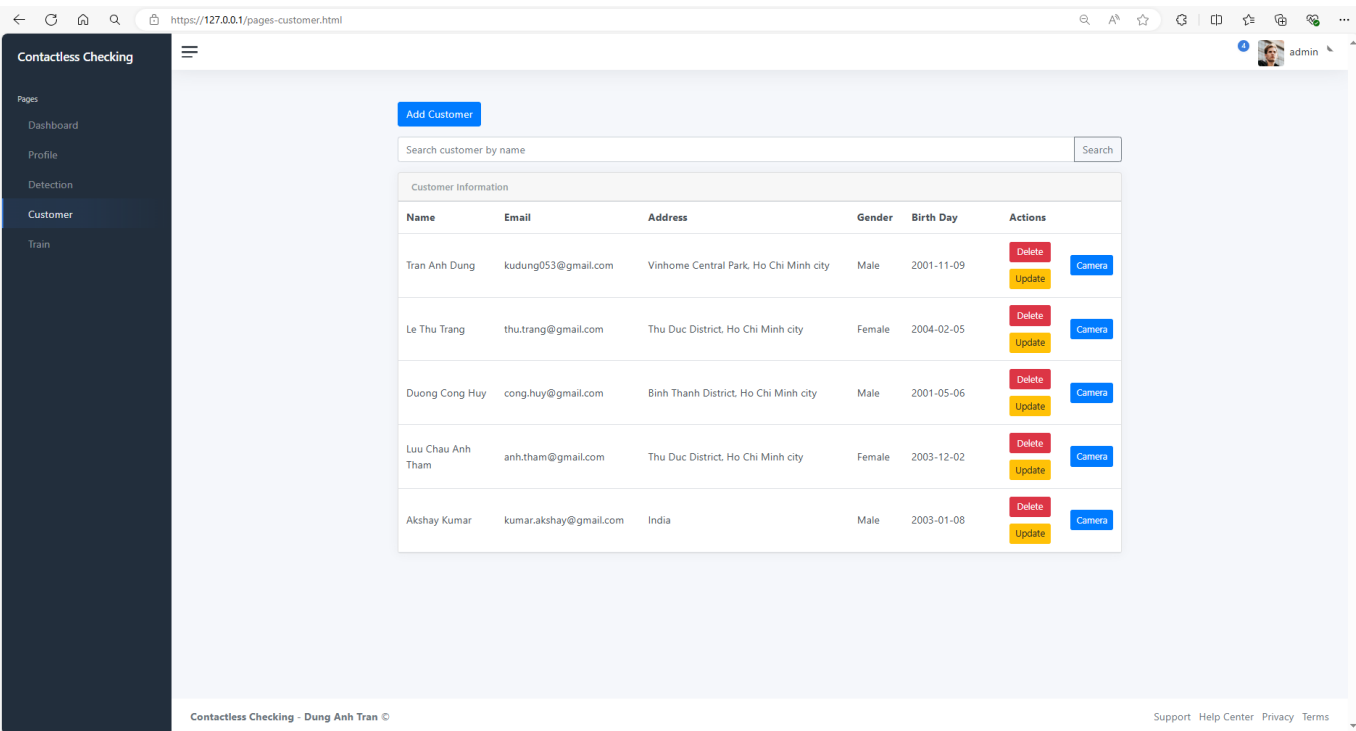 https://127.0.0.1/pages-customer.html
Contactless Checking
4
admin
Pages
Dashboard
Profile
Detection
Customer
Train
Add Customer
Search customer by name
Search
Customer Information
Name Email Address Gender Birth Day Actions
Tran Anh Dung kudung053@gmail.com Vinhome Central Park, Ho Chi Minh city Male 2001-11-09 Delete Update Camera
Le Thu Trang thu.trang@gmail.com Thu Duc District, Ho Chi Minh city Female 2004-02-05 Delete Update Camera
Duong Cong Huy cong.huy@gmail.com Binh Thanh District, Ho Chi Minh city Male 2001-05-06 Delete Update Camera
Luu Chau Anh Tham anh.tham@gmail.com Thu Duc District, Ho Chi Minh city Female 2003-12-02 Delete Update Camera
Akshay Kumar kumar.akshay@gmail.com India Male 2003-01-08 Delete Update Camera
Contactless Checking - Dung Anh Tran ©
Support Help Center Privacy Terms